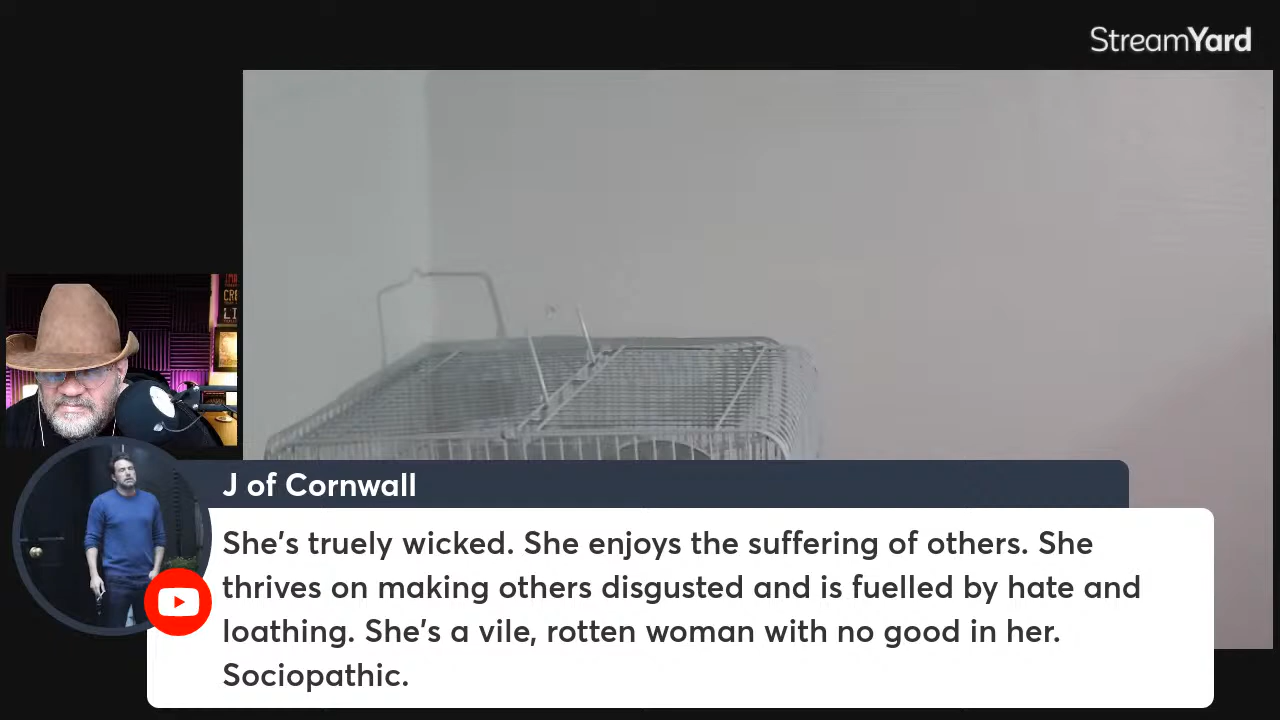 StreamYard
J of Cornwall
She's truely wicked. She enjoys the suffering of others. She
thrives on making others disgusted and is fuelled by hate and
loathing. She's a vile, rotten woman with no good in her.
Sociopathic.